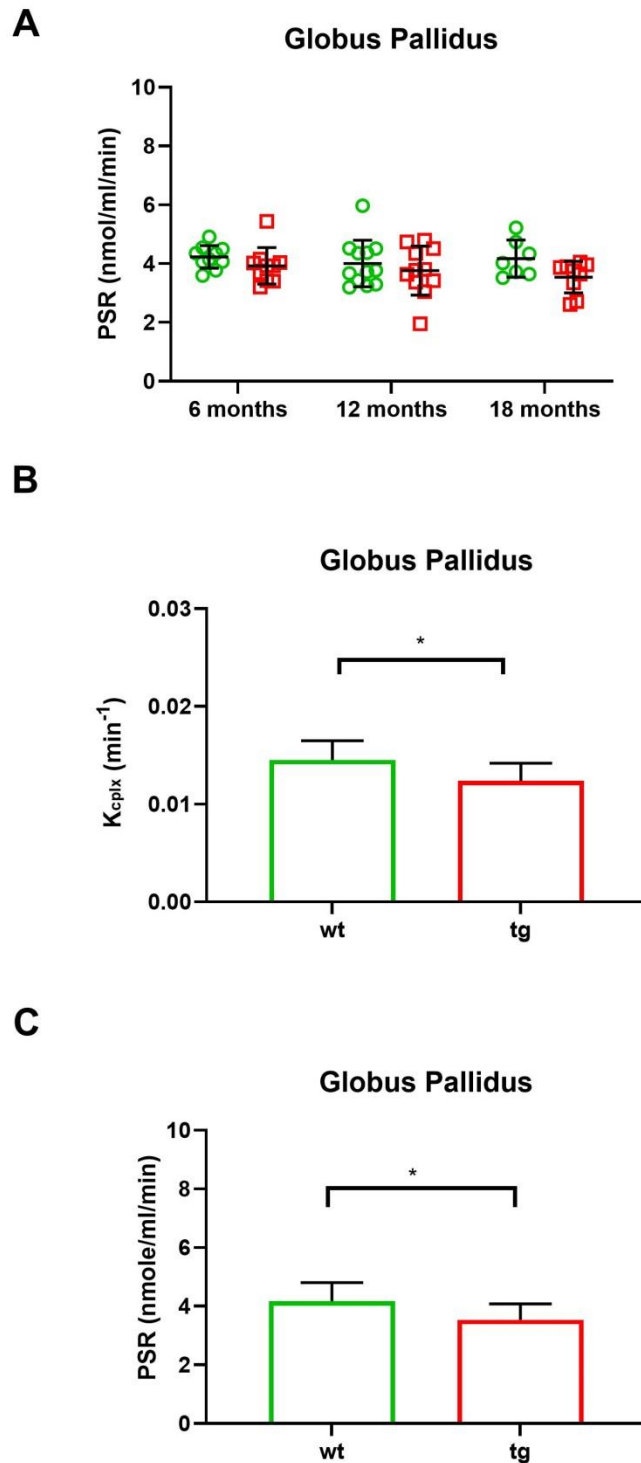 A
Globus Pallidus
PSR (nmol/ml/min)
10
8
6
4
2
0
6 months 12 months 18 months
B
Globus Pallidus
Kcplx (min-1)
0.03
0.02
0.01
0.00
*
wt tg
C
Globus Pallidus
PSR (nmole/ml/min)
10
8
6
4
2
0
*
wt tg